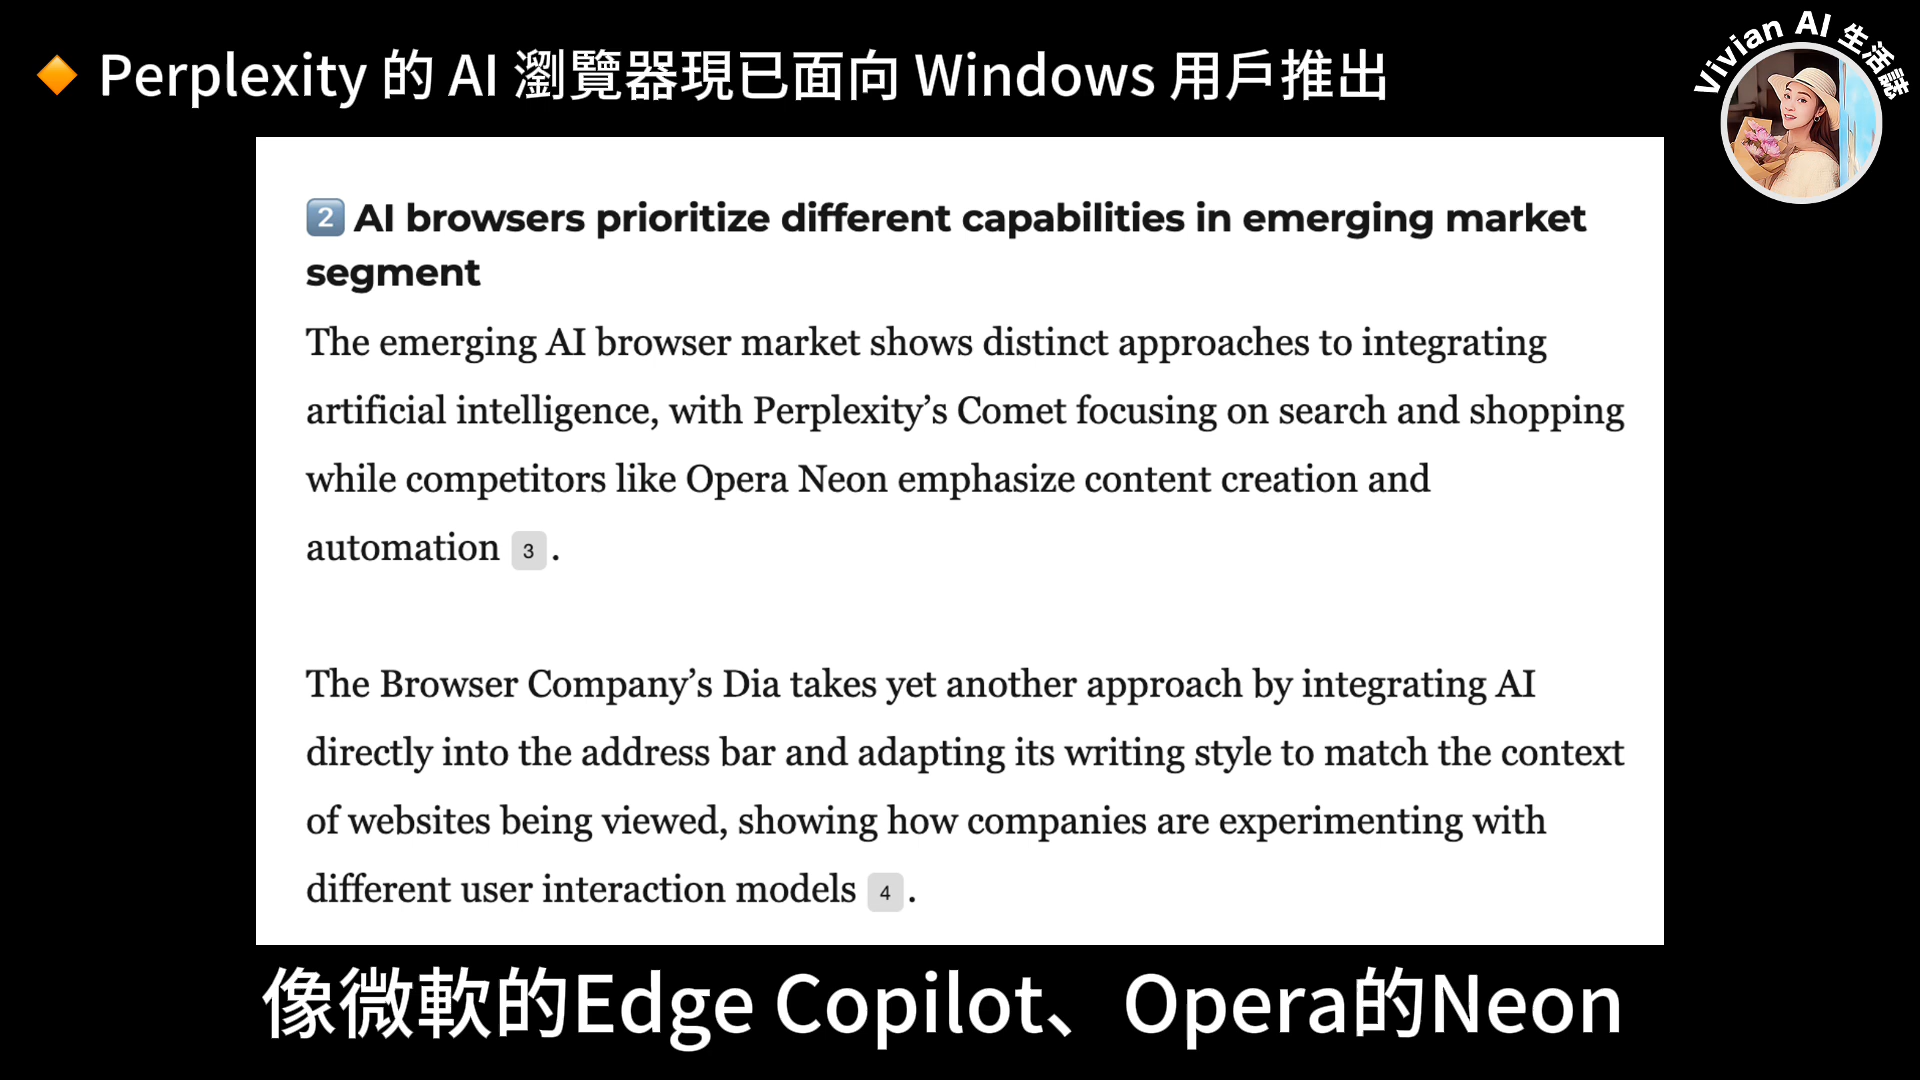 🔶 Perplexity 的 AI 瀏覽器現已面向 Windows 用戶推出
Vivian AI 生活誌
2️⃣ AI browsers prioritize different capabilities in emerging market
segment
The emerging AI browser market shows distinct approaches to integrating
artificial intelligence, with Perplexity’s Comet focusing on search and shopping
while competitors like Opera Neon emphasize content creation and
automation 3 .
The Browser Company’s Dia takes yet another approach by integrating AI
directly into the address bar and adapting its writing style to match the context
of websites being viewed, showing how companies are experimenting with
different user interaction models 4 .
像微軟的Edge Copilot、Opera的Neon